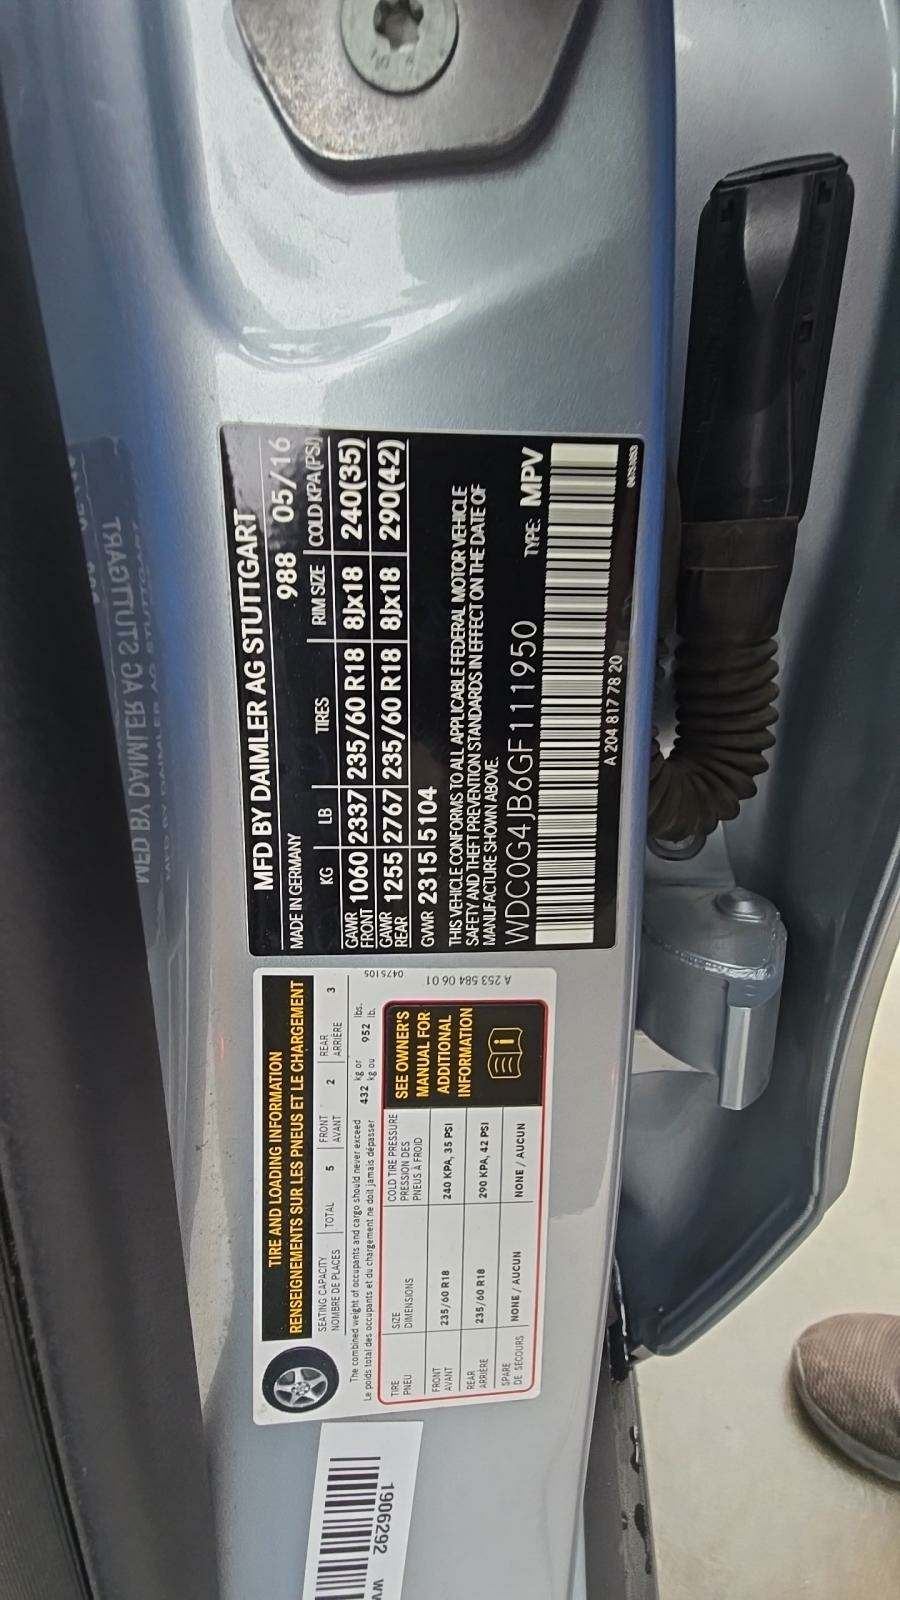 MFD BY DAIMLER AG STUTTGART
MADE IN GERMANY 988 05/16
KG LB TIRES RIM SIZE COLD KPA(PSI)
GAWR FRONT 1060 2337 235/60 R18 8Jx18 240(35)
GAWR REAR 1255 2767 235/60 R18 8Jx18 290(42)
GVWR 2315 5104
THIS VEHICLE CONFORMS TO ALL APPLICABLE FEDERAL MOTOR VEHICLE
SAFETY AND THEFT PREVENTION STANDARDS IN EFFECT ON THE DATE OF
MANUFACTURE SHOWN ABOVE.
WDC0G4JB6GF111950 TYPE: MPV
A 204 817 78 20
TIRE AND LOADING INFORMATION
RENSEIGNEMENTS SUR LES PNEUS ET LE CHARGEMENT
SEATING CAPACITY
NOMBRE DE PLACES
TOTAL 5
FRONT
AVANT
2
REAR
ARRIÈRE
3
The combined weight of occupants and cargo should never exceed 432 kg or 952 lbs.
Le poids total des occupants et du chargement ne doit jamais dépasser kg ou lb.
TIRE
PNEU
SIZE
DIMENSIONS
COLD TIRE PRESSURE
PRESSION DES
PNEUS À FROID
FRONT
AVANT
235/60 R18
240 KPA, 35 PSI
REAR
ARRIÈRE
235/60 R18
290 KPA, 42 PSI
SPARE
DE SECOURS
NONE / AUCUN
NONE / AUCUN
SEE OWNER'S
MANUAL FOR
ADDITIONAL
INFORMATION
0475105
A 253 584 06 01
1906292
MFD BY DAIMLER AG STUTTGART